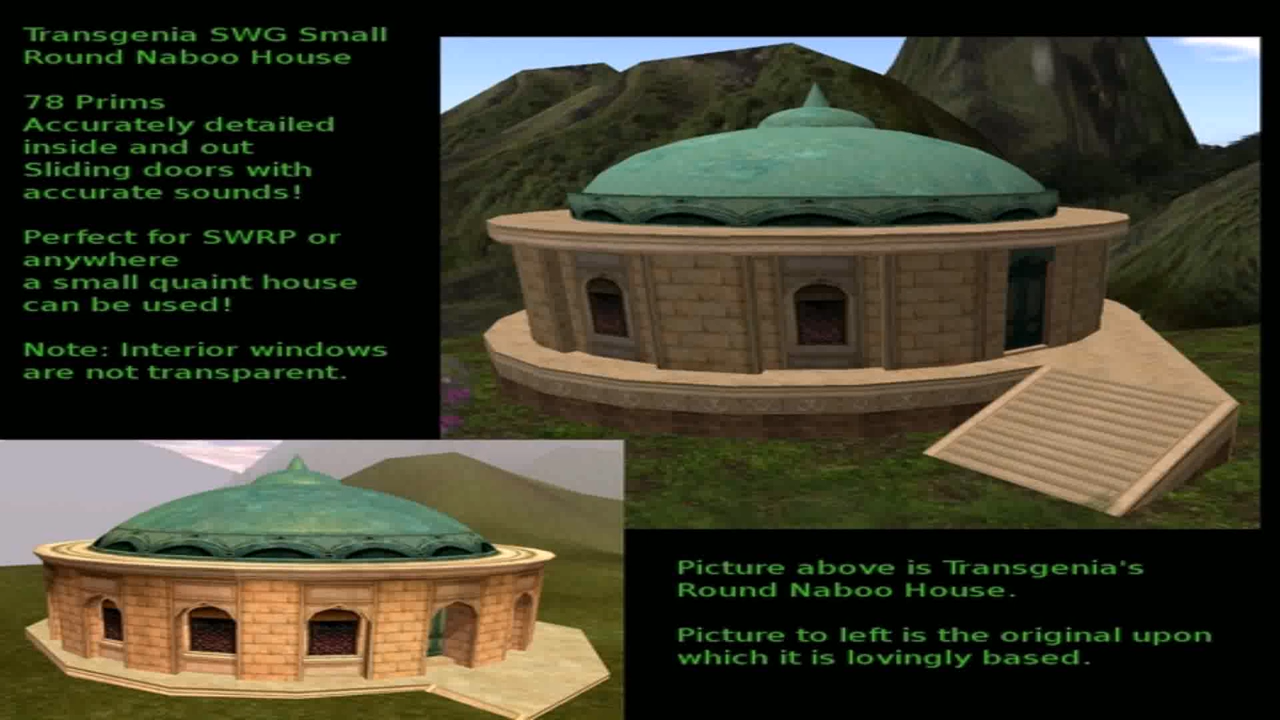 Transgenia SWG Small
Round Naboo House
78 Prims
Accurately detailed
inside and out
Sliding doors with
accurate sounds!
Perfect for SWRP or
anywhere
a small quaint house
can be used!
Note: Interior windows
are not transparent.
Picture above is Transgenia's
Round Naboo House.
Picture to left is the original upon
which it is lovingly based.